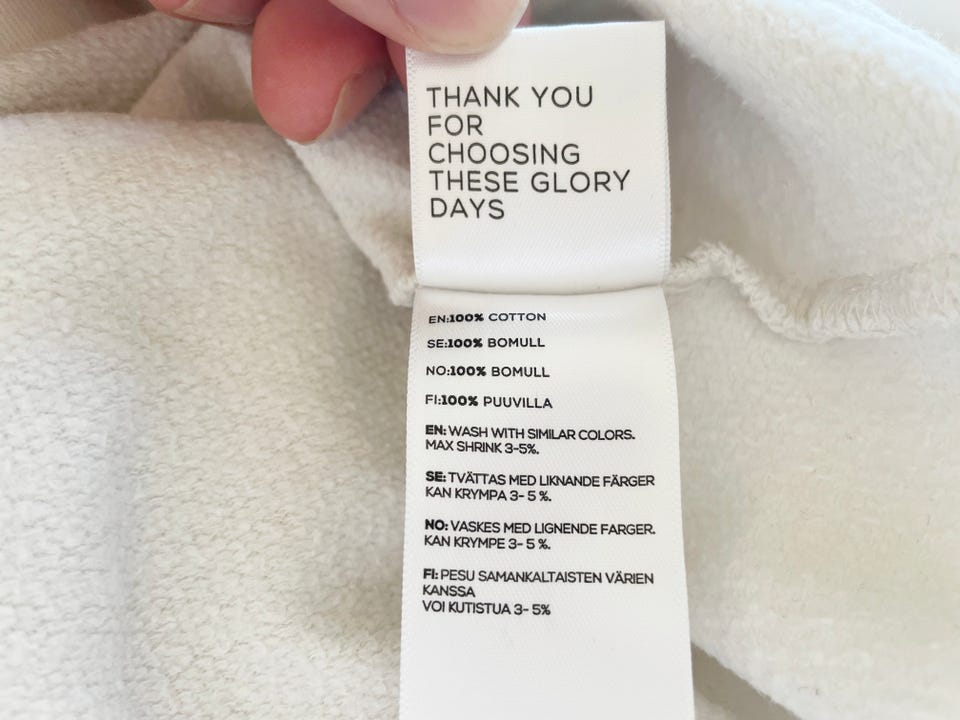 THANK YOU
FOR
CHOOSING
THESE GLORY
DAYS
EN:100% COTTON
SE:100% BOMULL
NO:100% BOMULL
FI:100% PUUVILLA
EN: WASH WITH SIMILAR COLORS.
MAX SHRINK 3-5%.
SE: TVÄTTAS MED LIKNANDE FÄRGER
KAN KRYMPA 3- 5 %.
NO: VASKES MED LIGNENDE FARGER.
KAN KRYMPE 3- 5 %.
FI: PESU SAMANKALTAISTEN VÄRIEN
KANSSA
VOI KUTISTUA 3- 5%